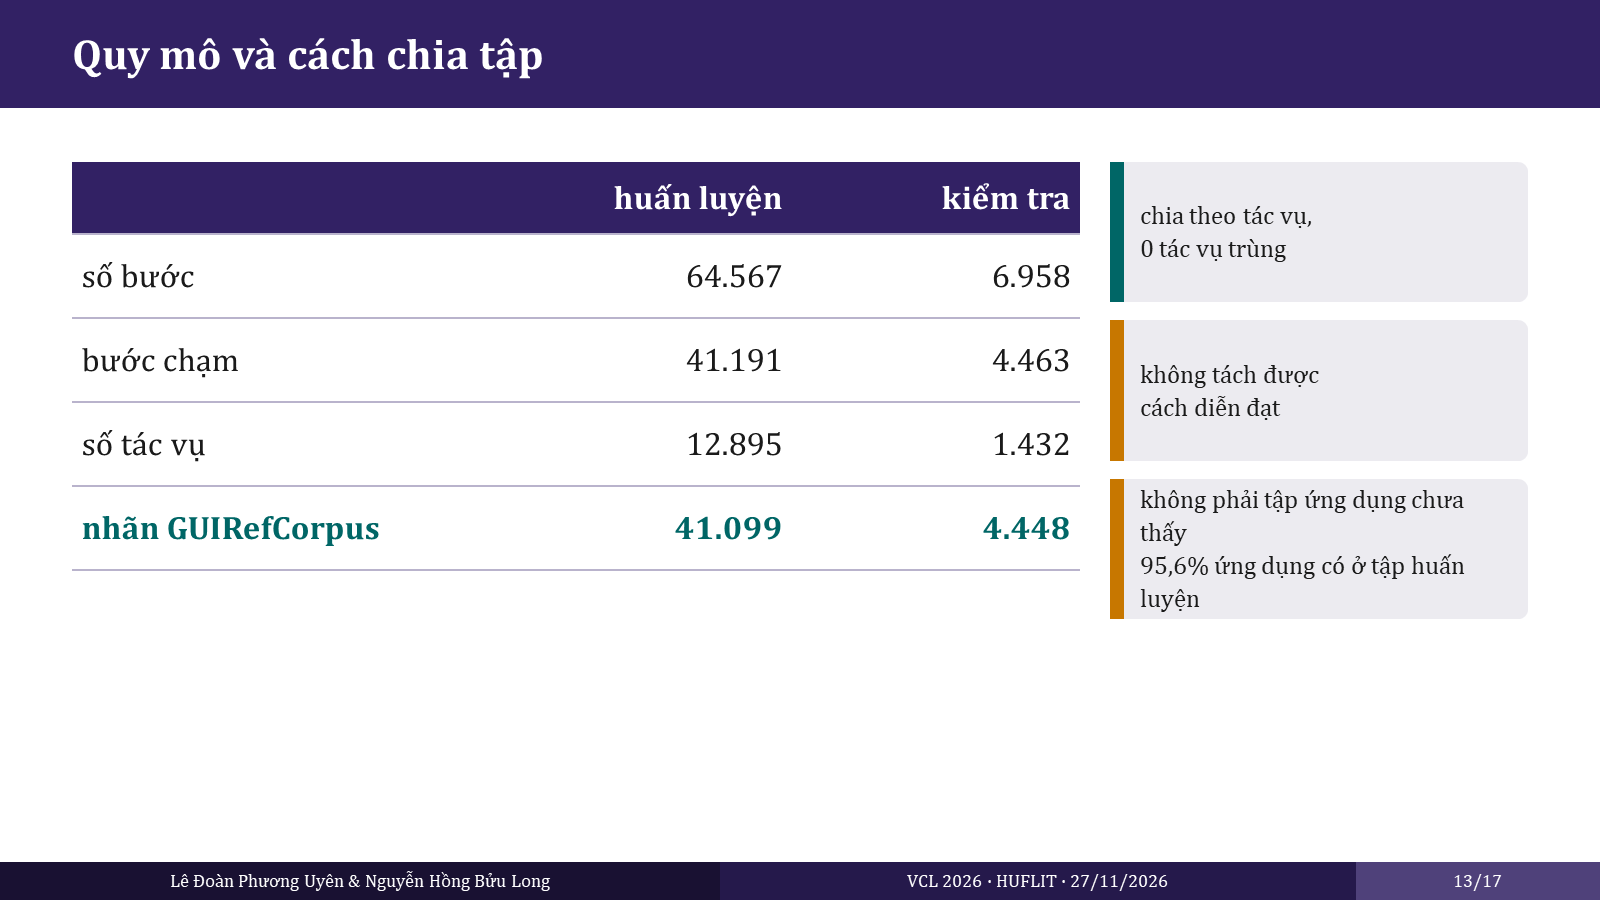 Quy mô và cách chia tập
huấn luyện kiểm tra
số bước 64.567 6.958
bước chạm 41.191 4.463
số tác vụ 12.895 1.432
nhãn GUIRefCorpus 41.099 4.448
chia theo tác vụ,
0 tác vụ trùng
không tách được
cách diễn đạt
không phải tập ứng dụng chưa
thấy
95,6% ứng dụng có ở tập huấn
luyện
Lê Đoàn Phương Uyên & Nguyễn Hồng Bửu Long
VCL 2026 · HUFLIT · 27/11/2026
13/17